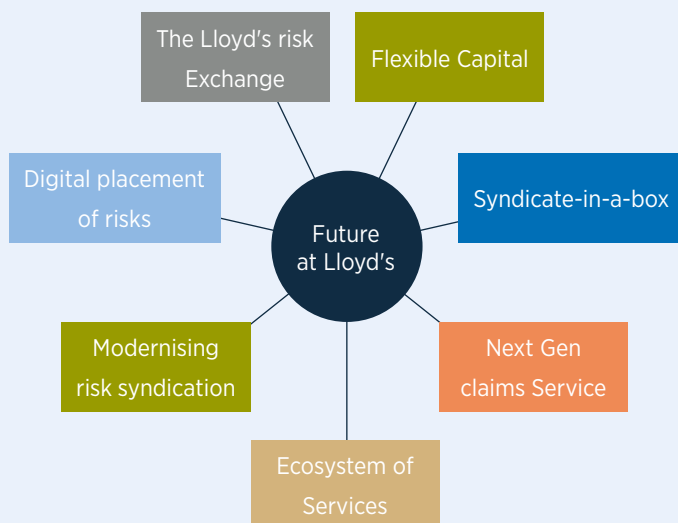 The Lloyd's risk
Exchange
Flexible Capital
Digital placement
of risks
Syndicate-in-a-box
Future
at Lloyd's
Modernising
risk syndication
Next Gen
claims Service
Ecosystem of
Services